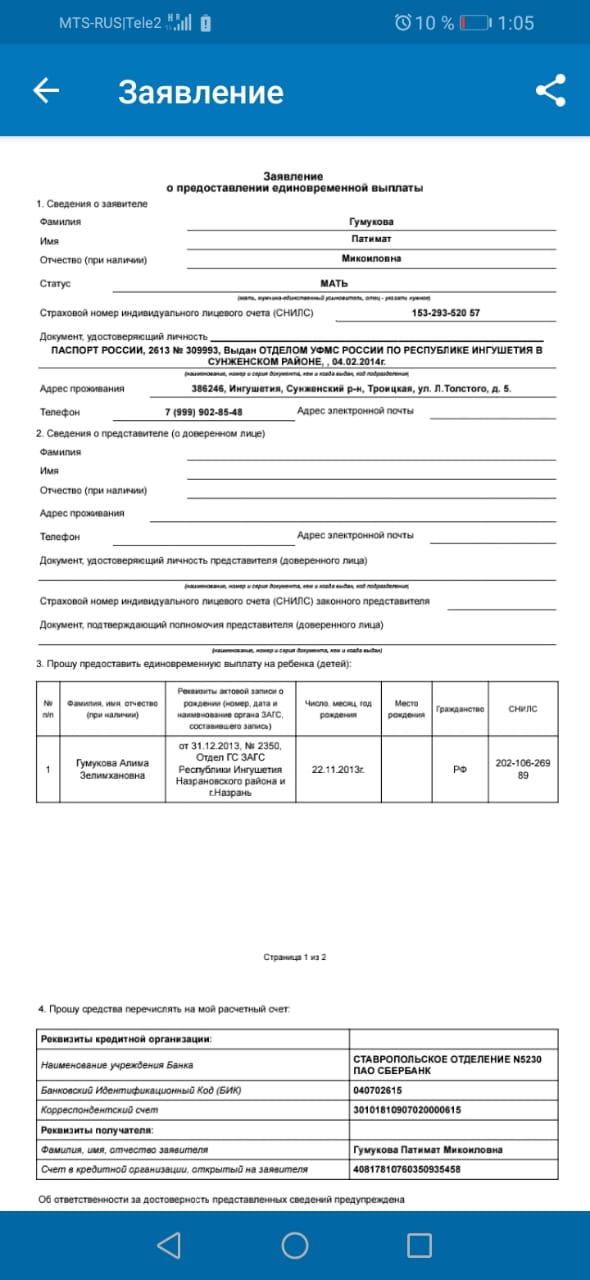 MTS-RUS|Tele2
10 %
1:05
Заявление
Заявление
о предоставлении единовременной выплаты
1. Сведения о заявителе
Фамилия Гумукова
Имя Патимат
Отчество (при наличии) Микоиловна
Статус МАТЬ
(мать, мужчина-единственный усыновитель, отец - указать нужное)
Страховой номер индивидуального лицевого счета (СНИЛС) 153-293-520 57
Документ, удостоверяющий личность
ПАСПОРТ РОССИИ, 2613 № 309993, Выдан ОТДЕЛОМ УФМС РОССИИ ПО РЕСПУБЛИКЕ ИНГУШЕТИЯ В
СУНЖЕНСКОМ РАЙОНЕ, , 04.02.2014г.
(наименование, номер и серия документа, кем и когда выдан, код подразделения)
Адрес проживания 386246, Ингушетия, Сунженский р-н, Троицкая, ул. Л.Толстого, д. 5.
Телефон 7 (999) 902-85-48 Адрес электронной почты
2. Сведения о представителе (о доверенном лице)
Фамилия
Имя
Отчество (при наличии)
Адрес проживания
Телефон Адрес электронной почты
Документ, удостоверяющий личность представителя (доверенного лица)
(наименование, номер и серия документа, кем и когда выдан, код подразделения)
Страховой номер индивидуального лицевого счета (СНИЛС) законного представителя
Документ, подтверждающий полномочия представителя (доверенного лица)
(наименование, номер и серия документа, кем и когда выдан)
3. Прошу предоставить единовременную выплату на ребенка (детей):
№ п/п
Фамилия, имя, отчество (при наличии)
Реквизиты актовой записи о рождении (номер, дата и наименование органа ЗАГС, составившего запись)
Число, месяц, год рождения
Место рождения
Гражданство
СНИЛС
1
Гумукова Алима Зелимхановна
от 31.12.2013, № 2350, Отдел ГС ЗАГС Республики Ингушетия Назрановского района и г.Назрань
22.11.2013г.
РФ
202-106-269 89
Страница 1 из 2
4. Прошу средства перечислять на мой расчетный счет:
Реквизиты кредитной организации:
Наименование учреждения Банка СТАВРОПОЛЬСКОЕ ОТДЕЛЕНИЕ N5230
ПАО СБЕРБАНК
Банковский Идентификационный Код (БИК) 040702615
Корреспондентский счет 30101810907020000615
Реквизиты получателя:
Фамилия, имя, отчество заявителя Гумукова Патимат Микоиловна
Счет в кредитной организации, открытый на заявителя 40817810760350935458
Об ответственности за достоверность представленных сведений предупреждена